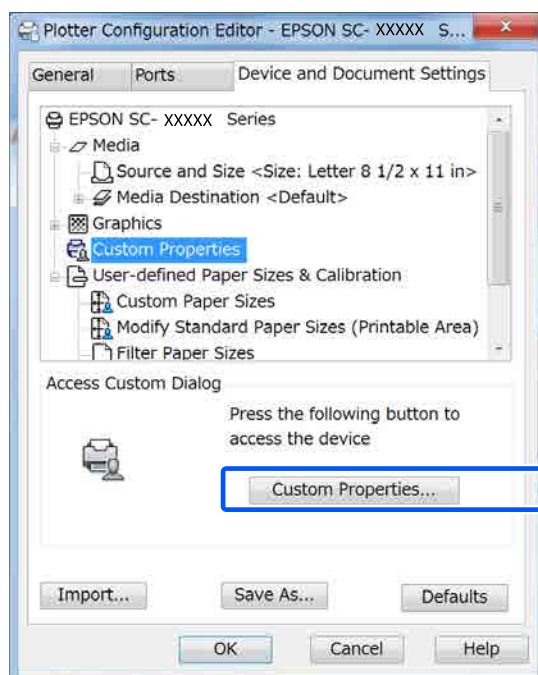 Plotter Configuration Editor - EPSON SC- XXXXX S...
General Ports Device and Document Settings
EPSON SC- XXXXX Series
Media
Source and Size <Size: Letter 8 1/2 x 11 in>
Media Destination <Default>
Graphics
Custom Properties
User-defined Paper Sizes & Calibration
Custom Paper Sizes
Modify Standard Paper Sizes (Printable Area)
Filter Paper Sizes
Access Custom Dialog
Press the following button to
access the device
Custom Properties...
Import... Save As... Defaults
OK Cancel Help